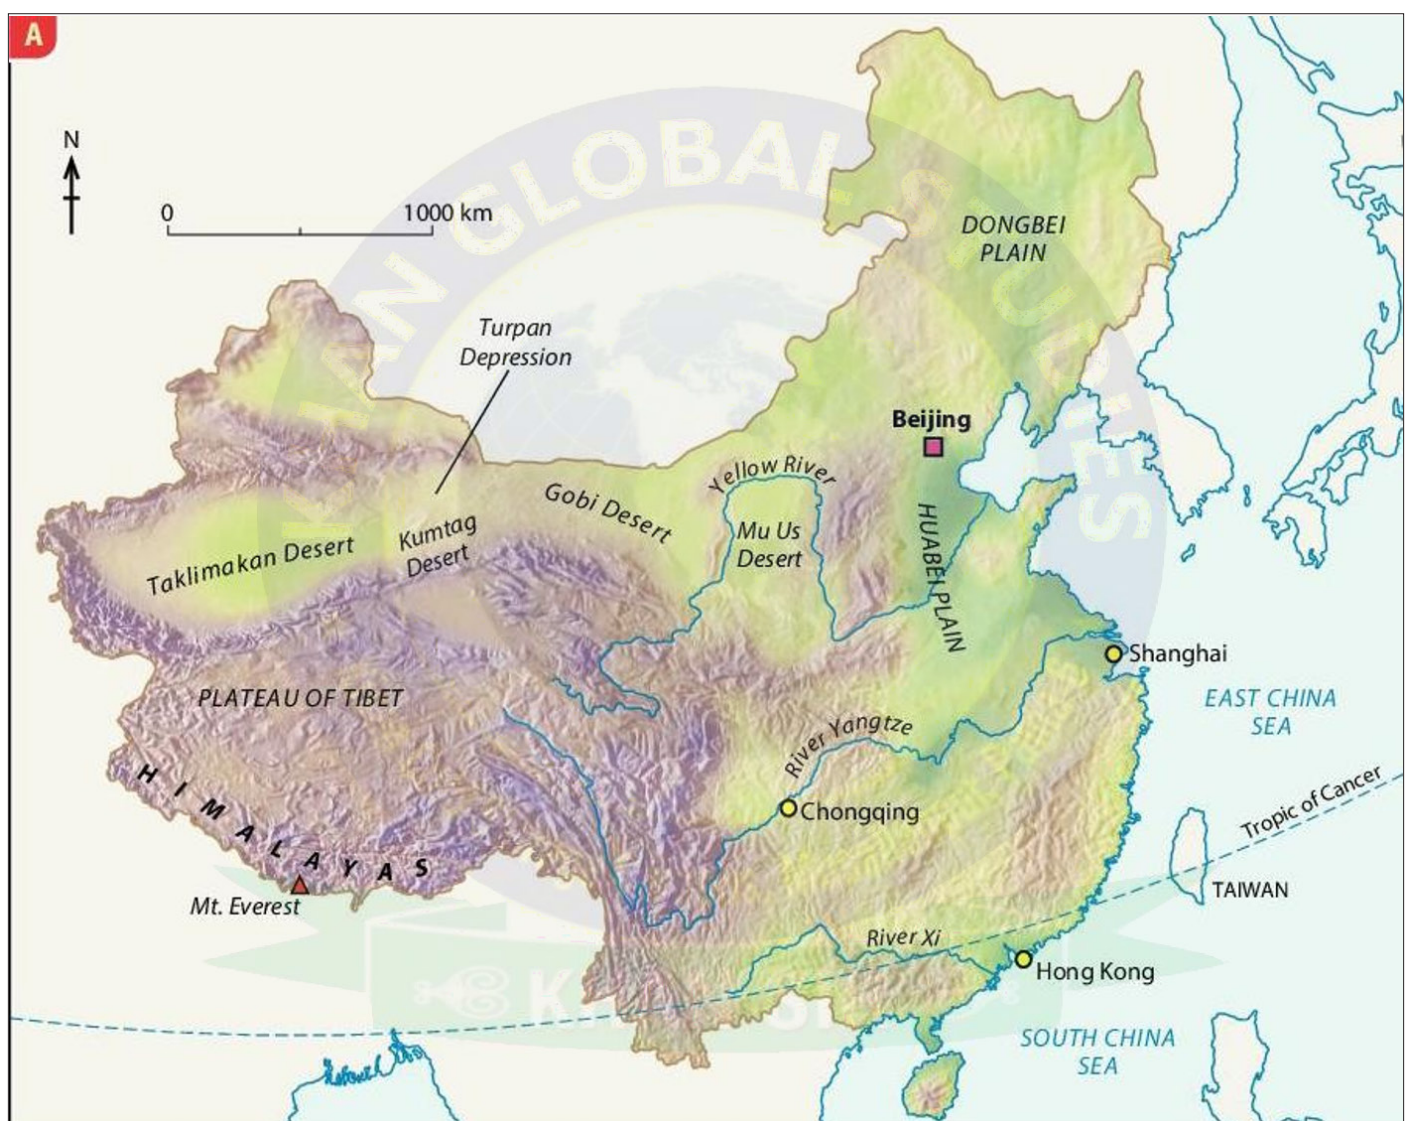 A
N
0
1000 km
DONGBEI
PLAIN
Turpan
Depression
Beijing
Yellow River
Gobi Desert
Mu Us
Desert
Kumtag
Desert
Taklimakan Desert
HUABEI PLAIN
Shanghai
PLATEAU OF TIBET
EAST CHINA
SEA
River Yangtze
HIMALAYAS
Chongqing
Tropic of Cancer
Mt. Everest
TAIWAN
River Xi
Hong Kong
SOUTH CHINA
SEA